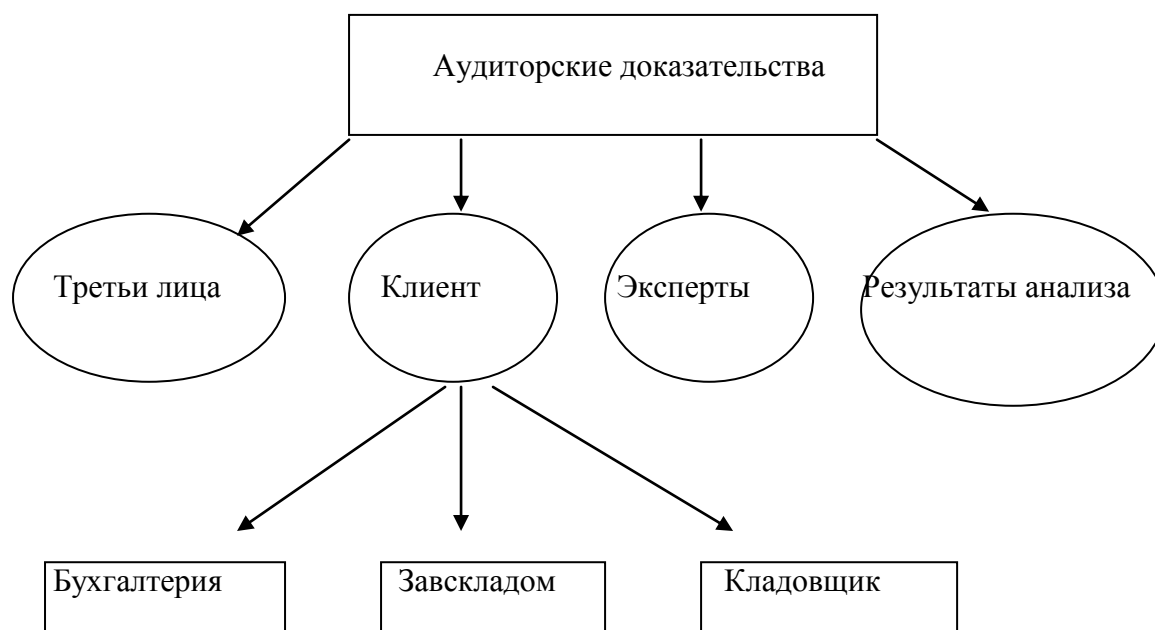 Аудиторские доказательства
Третьи лица
Клиент
Эксперты
Результаты анализа
Бухгалтерия
Завскладом
Кладовщик